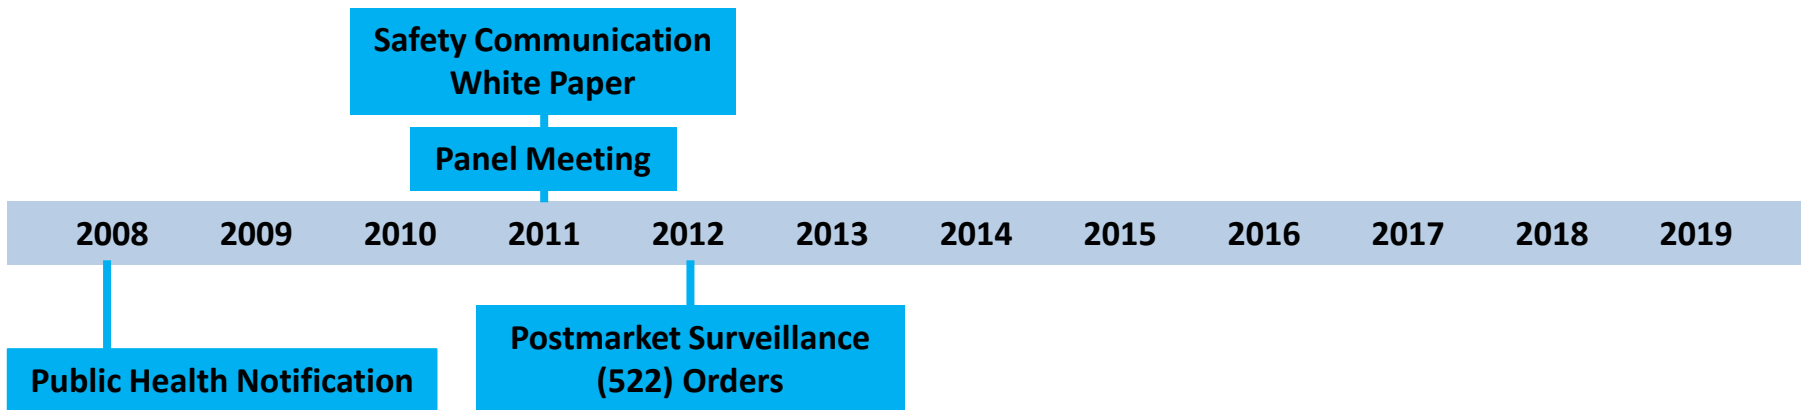 Safety Communication
White Paper
Panel Meeting
2008 2009 2010 2011 2012 2013 2014 2015 2016 2017 2018 2019
Public Health Notification
Postmarket Surveillance
(522) Orders